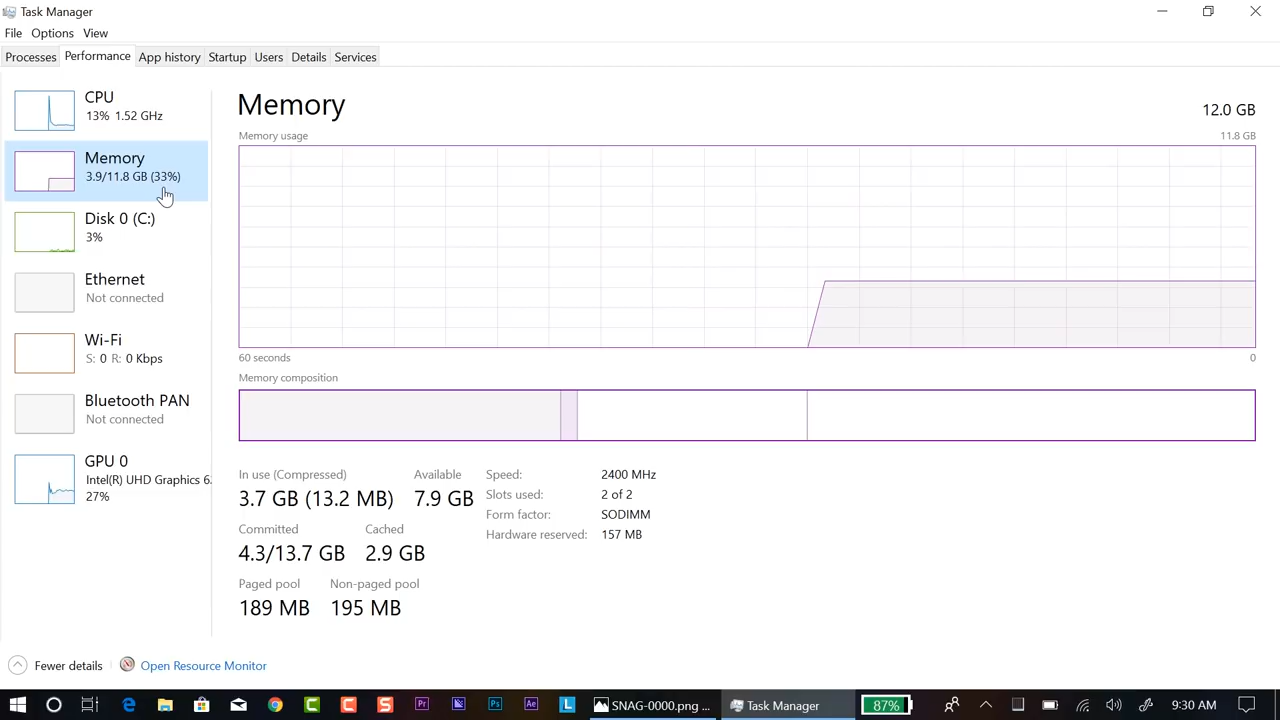 Task Manager
File Options View
Processes Performance App history Startup Users Details Services
CPU
13% 1.52 GHz
Memory
3.9/11.8 GB (33%)
Disk 0 (C:)
3%
Ethernet
Not connected
Wi-Fi
S: 0 R: 0 Kbps
Bluetooth PAN
Not connected
GPU 0
Intel(R) UHD Graphics 6.
27%
Memory 12.0 GB
Memory usage 11.8 GB
60 seconds 0
Memory composition
In use (Compressed) Available
3.7 GB (13.2 MB) 7.9 GB
Committed Cached
4.3/13.7 GB 2.9 GB
Paged pool Non-paged pool
189 MB 195 MB
Speed: 2400 MHz
Slots used: 2 of 2
Form factor: SODIMM
Hardware reserved: 157 MB
Fewer details Open Resource Monitor
C C S Pr Ps Ae L SNAG-0000.png ... Task Manager 87% 9:30 AM